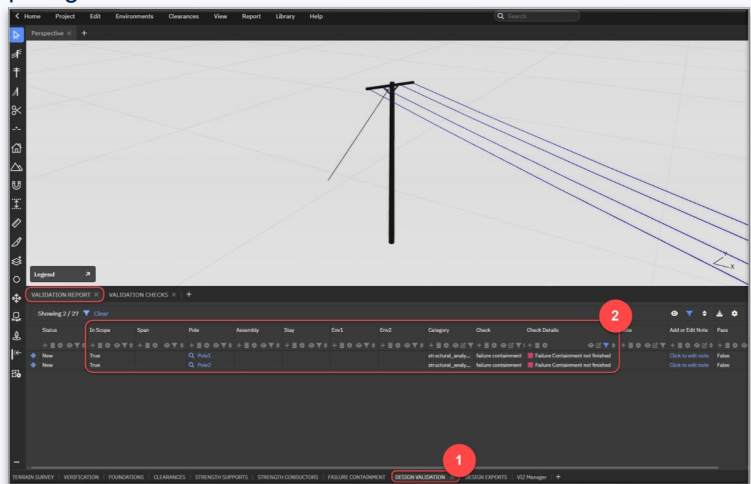 Home Project Edit Environments Clearances View Report Library Help Search
Perspective × +
Y
X
Legend
VALIDATION REPORT × VALIDATION CHECKS × +
Showing 2 / 27 Clear
2
Status In Scope Span Pole Assembly Stay Env1 Env2 Category Check Check Details Note Add or Edit Note Pass
New True Pole1 structural_analy... failure containment Failure Containment not finished Click to edit note False
New True Pole2 structural_analy... failure containment Failure Containment not finished Click to edit note False
1
TERRAIN SURVEY VERIFICATION FOUNDATIONS CLEARANCES STRENGTH SUPPORTS STRENGTH CONDUCTORS FAILURE CONTAINMENT DESIGN VALIDATION DESIGN EXPORTS VIZ Manager +